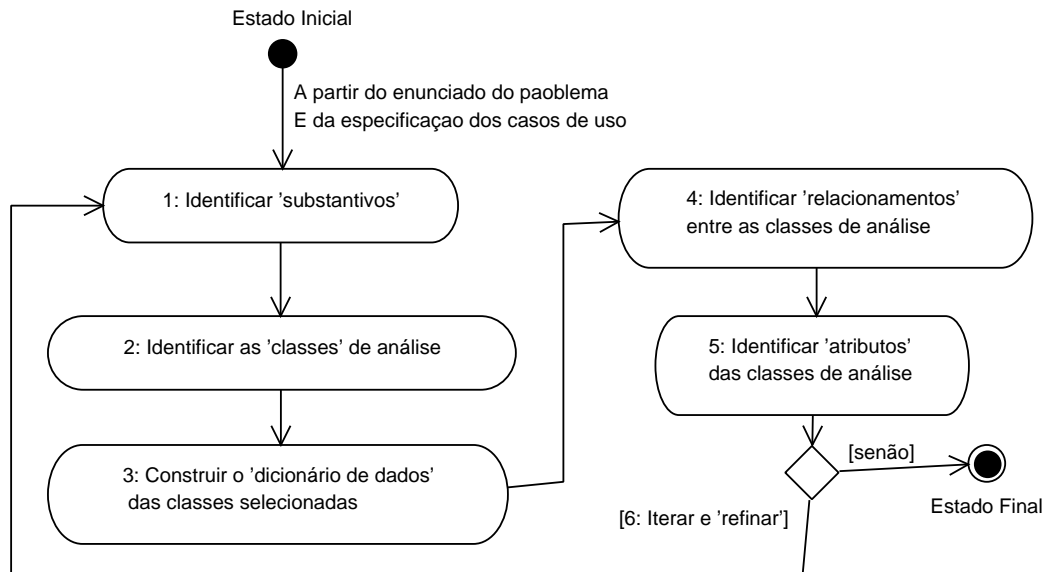 Estado Inicial
A partir do enunciado do paoblema
E da especificaçao dos casos de uso
1: Identificar ’substantivos’
2: Identificar as ’classes’ de análise
3: Construir o ’dicionário de dados’
das classes selecionadas
4: Identificar ’relacionamentos’
entre as classes de análise
5: Identificar ’atributos’
das classes de análise
[senão]
Estado Final
[6: Iterar e ’refinar’]